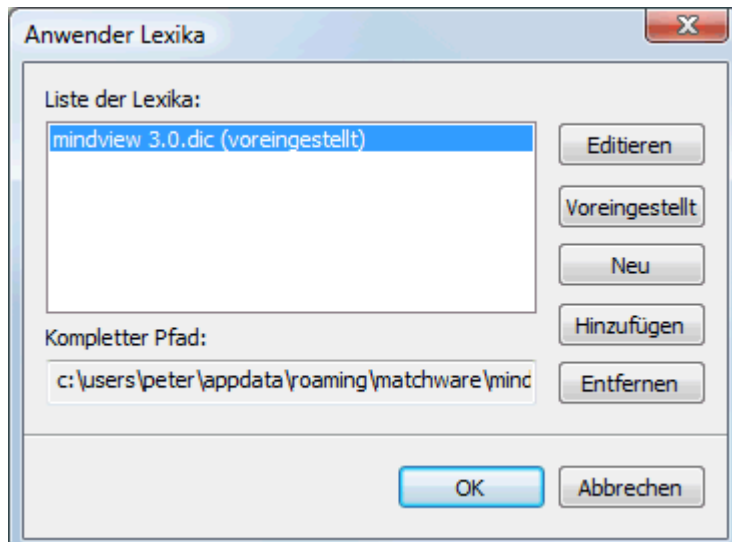 Anwender Lexika
Liste der Lexika:
mindview 3.0.dic (voreingestellt)
Editieren
Voreingestellt
Neu
Hinzufügen
Kompletter Pfad:
c:\users\peter\appdata\roaming\matchware\mind
Entfernen
OK
Abbrechen